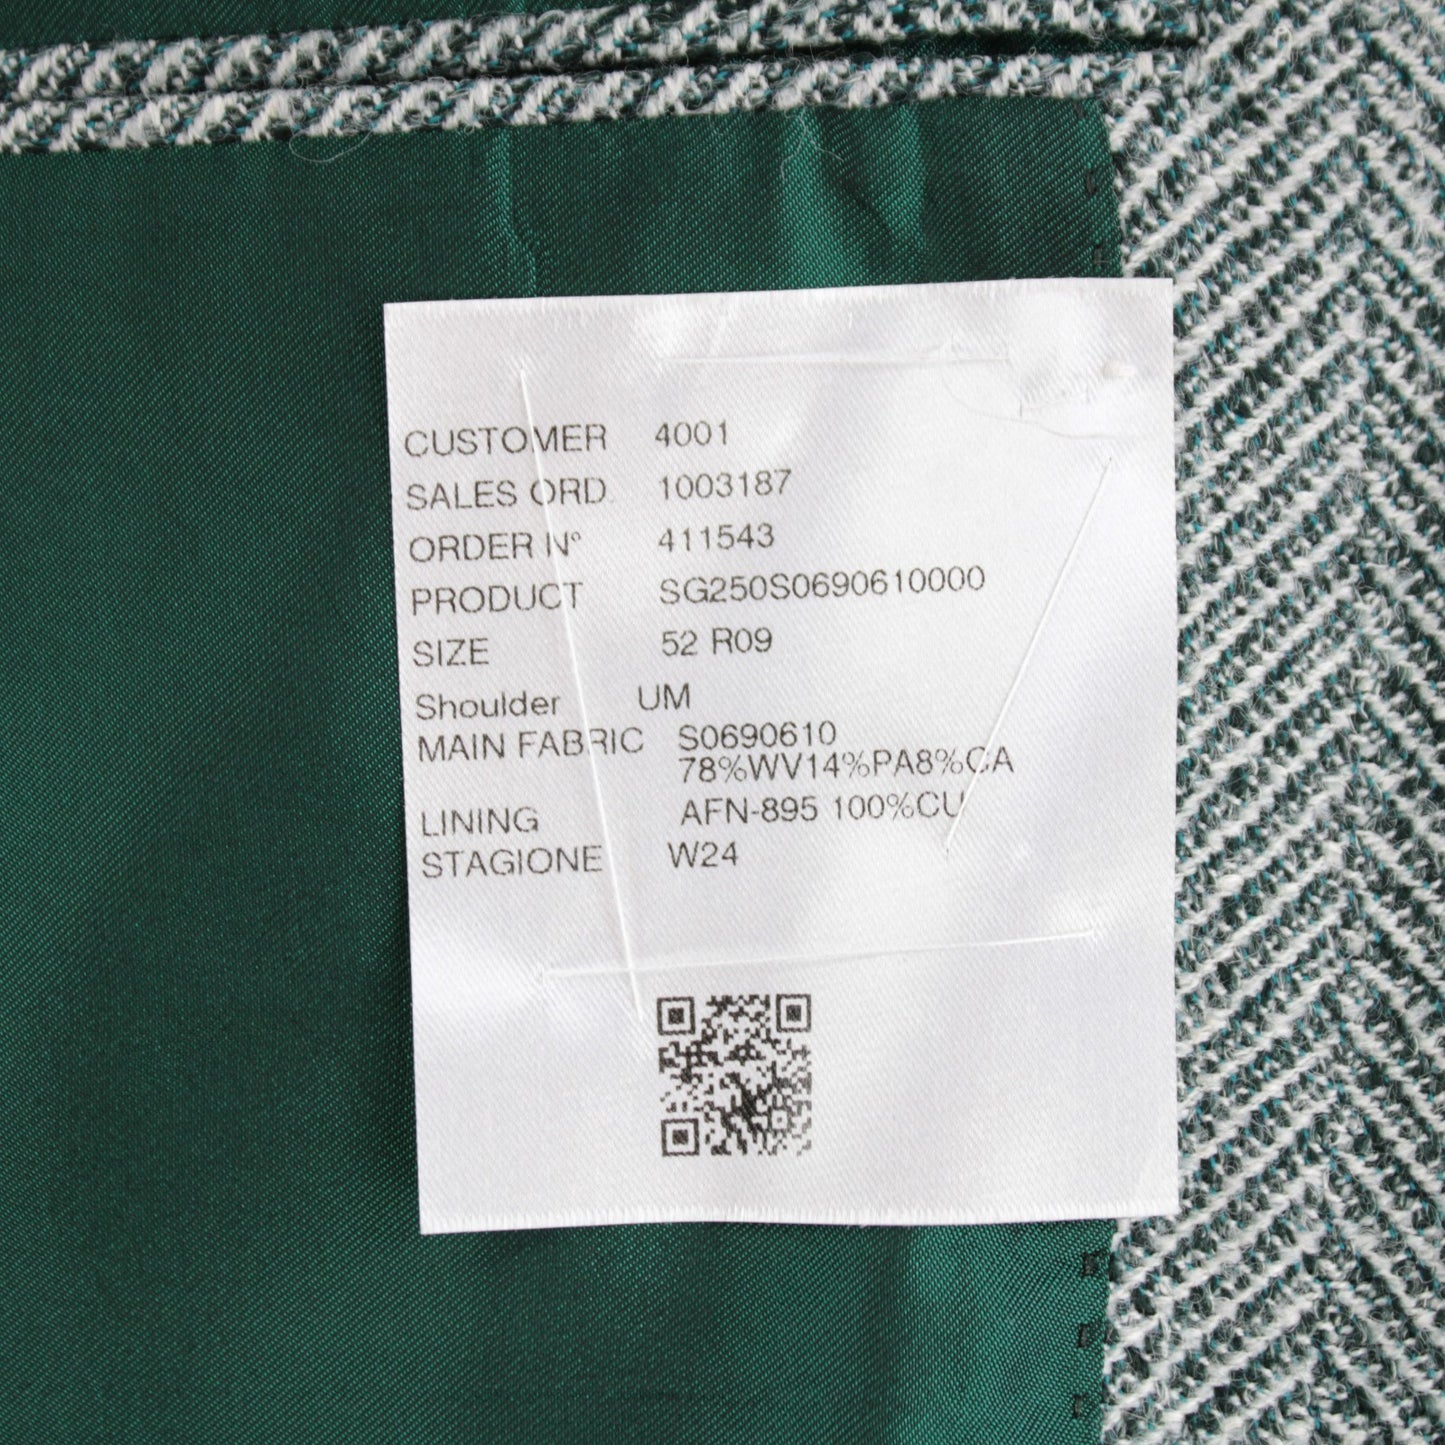 CUSTOMER 4001
SALES ORD. 1003187
ORDER N° 411543
PRODUCT SG250S0690610000
SIZE 52 R09
Shoulder UM
MAIN FABRIC S0690610
78%WV14%PA8%CA
LINING AFN-895 100%CU
STAGIONE W24